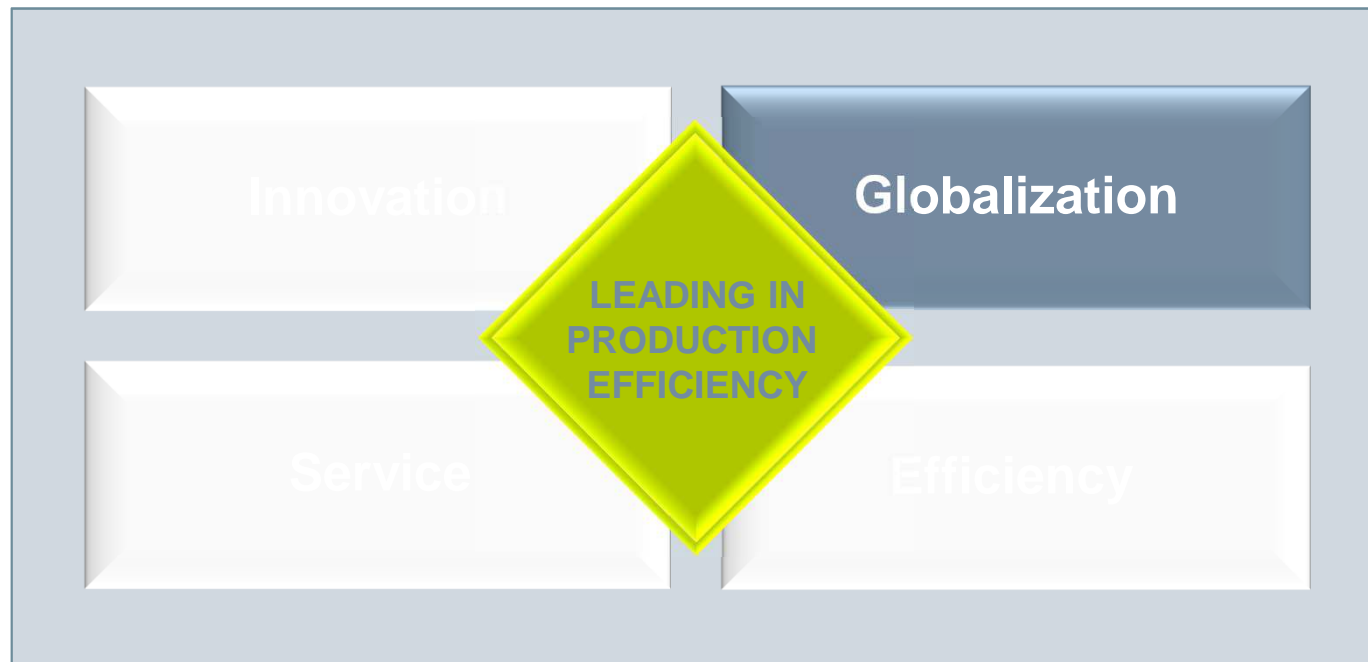 Innovation
Globalization
LEADING IN
PRODUCTION
EFFICIENCY
Service
Efficiency